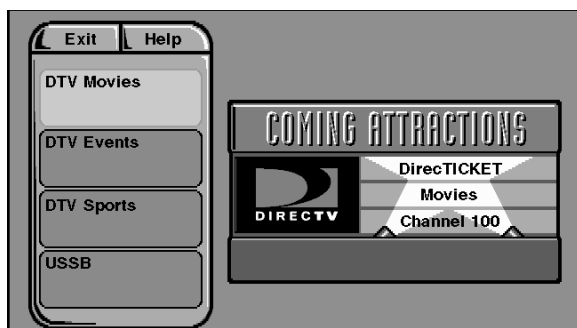 Exit Help
DTV Movies
DTV Events
DTV Sports
USSB
COMING ATTRACTIONS
DIRECTV
DirecTICKET
Movies
Channel 100